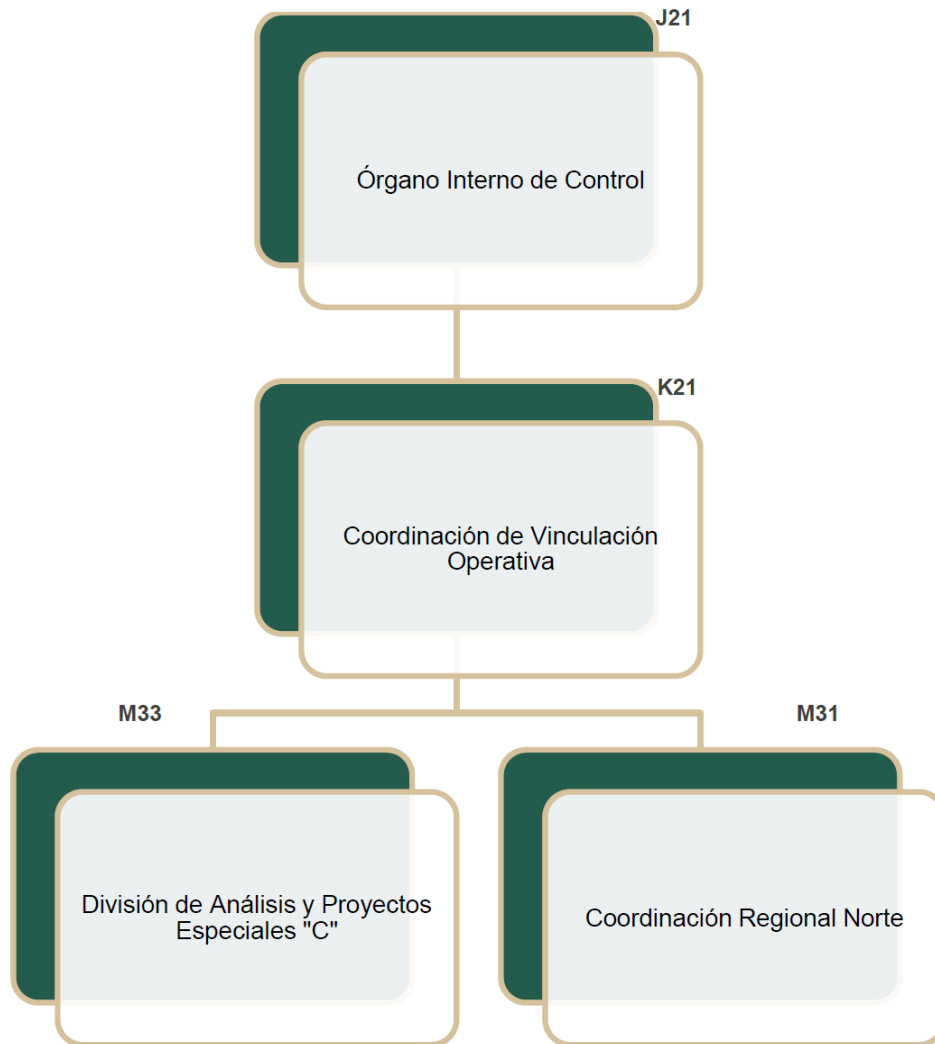 J21
Órgano Interno de Control
K21
Coordinación de Vinculación
Operativa
M33
M31
División de Análisis y Proyectos
Especiales "C"
Coordinación Regional Norte